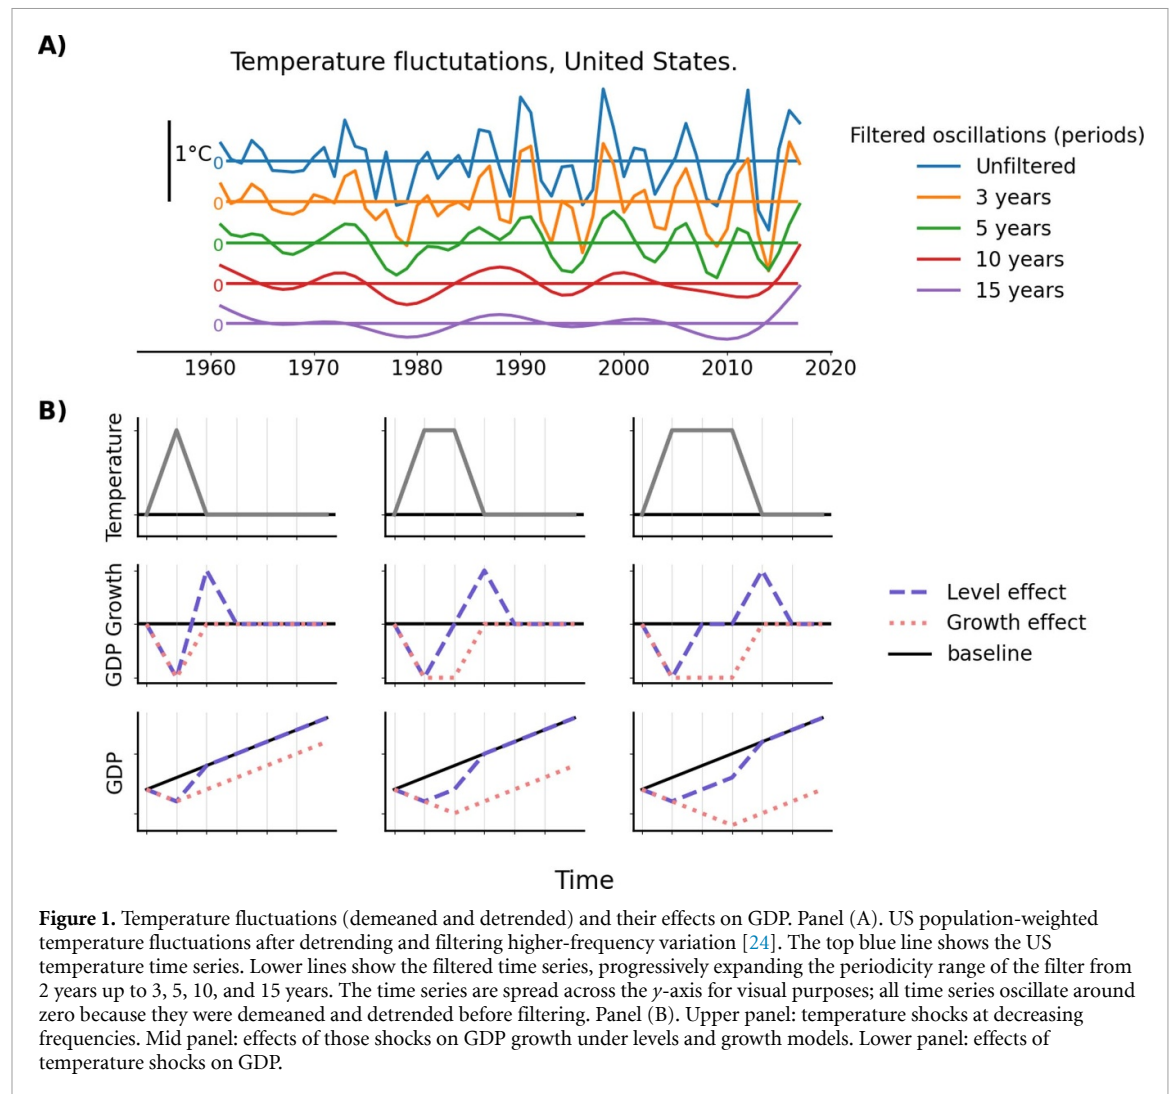 A)
Temperature fluctutations, United States.
1°C
0
0
0
0
0
1960 1970 1980 1990 2000 2010 2020
Filtered oscillations (periods)
Unfiltered
3 years
5 years
10 years
15 years
B)
Temperature
GDP Growth
GDP
Level effect
Growth effect
baseline
Time
Figure 1. Temperature fluctuations (demeaned and detrended) and their effects on GDP. Panel (A). US population-weighted
temperature fluctuations after detrending and filtering higher-frequency variation [24]. The top blue line shows the US
temperature time series. Lower lines show the filtered time series, progressively expanding the periodicity range of the filter from
2 years up to 3, 5, 10, and 15 years. The time series are spread across the y-axis for visual purposes; all time series oscillate around
zero because they were demeaned and detrended before filtering. Panel (B). Upper panel: temperature shocks at decreasing
frequencies. Mid panel: effects of those shocks on GDP growth under levels and growth models. Lower panel: effects of
temperature shocks on GDP.